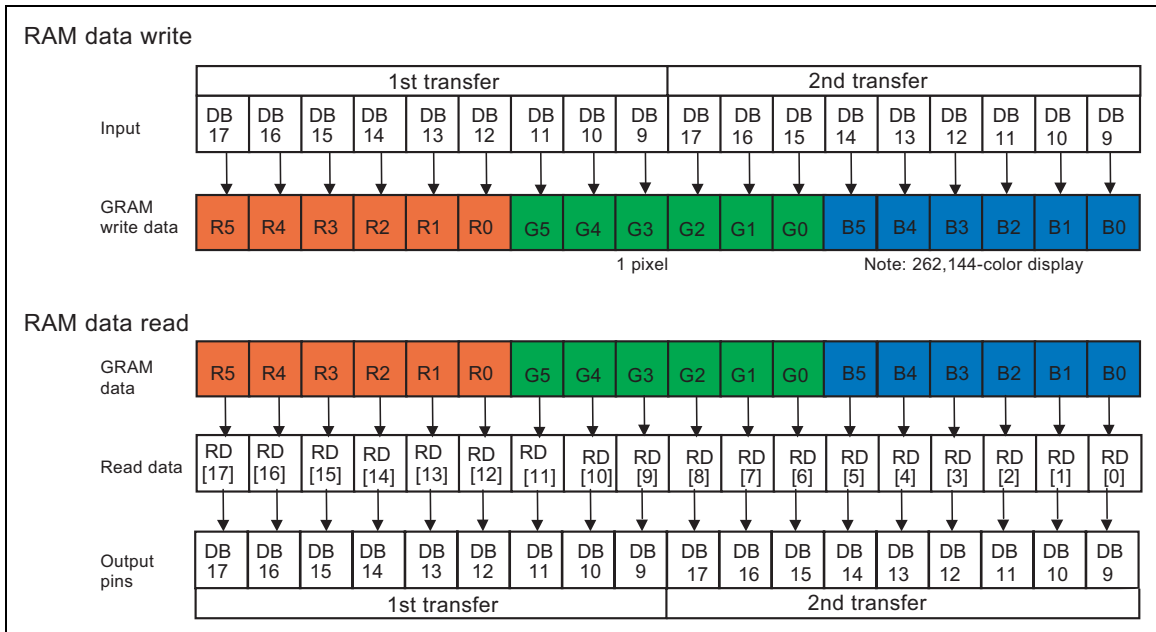 RAM data write
1st transfer 2nd transfer
Input
DB 17 DB 16 DB 15 DB 14 DB 13 DB 12 DB 11 DB 10 DB 9 DB 17 DB 16 DB 15 DB 14 DB 13 DB 12 DB 11 DB 10 DB 9
GRAM write data
R5 R4 R3 R2 R1 R0 G5 G4 G3 G2 G1 G0 B5 B4 B3 B2 B1 B0
1 pixel Note: 262,144-color display
RAM data read
GRAM data
R5 R4 R3 R2 R1 R0 G5 G4 G3 G2 G1 G0 B5 B4 B3 B2 B1 B0
Read data
RD [17] RD [16] RD [15] RD [14] RD [13] RD [12] RD [11] RD [10] RD [9] RD [8] RD [7] RD [6] RD [5] RD [4] RD [3] RD [2] RD [1] RD [0]
Output pins
DB 17 DB 16 DB 15 DB 14 DB 13 DB 12 DB 11 DB 10 DB 9 DB 17 DB 16 DB 15 DB 14 DB 13 DB 12 DB 11 DB 10 DB 9
1st transfer 2nd transfer